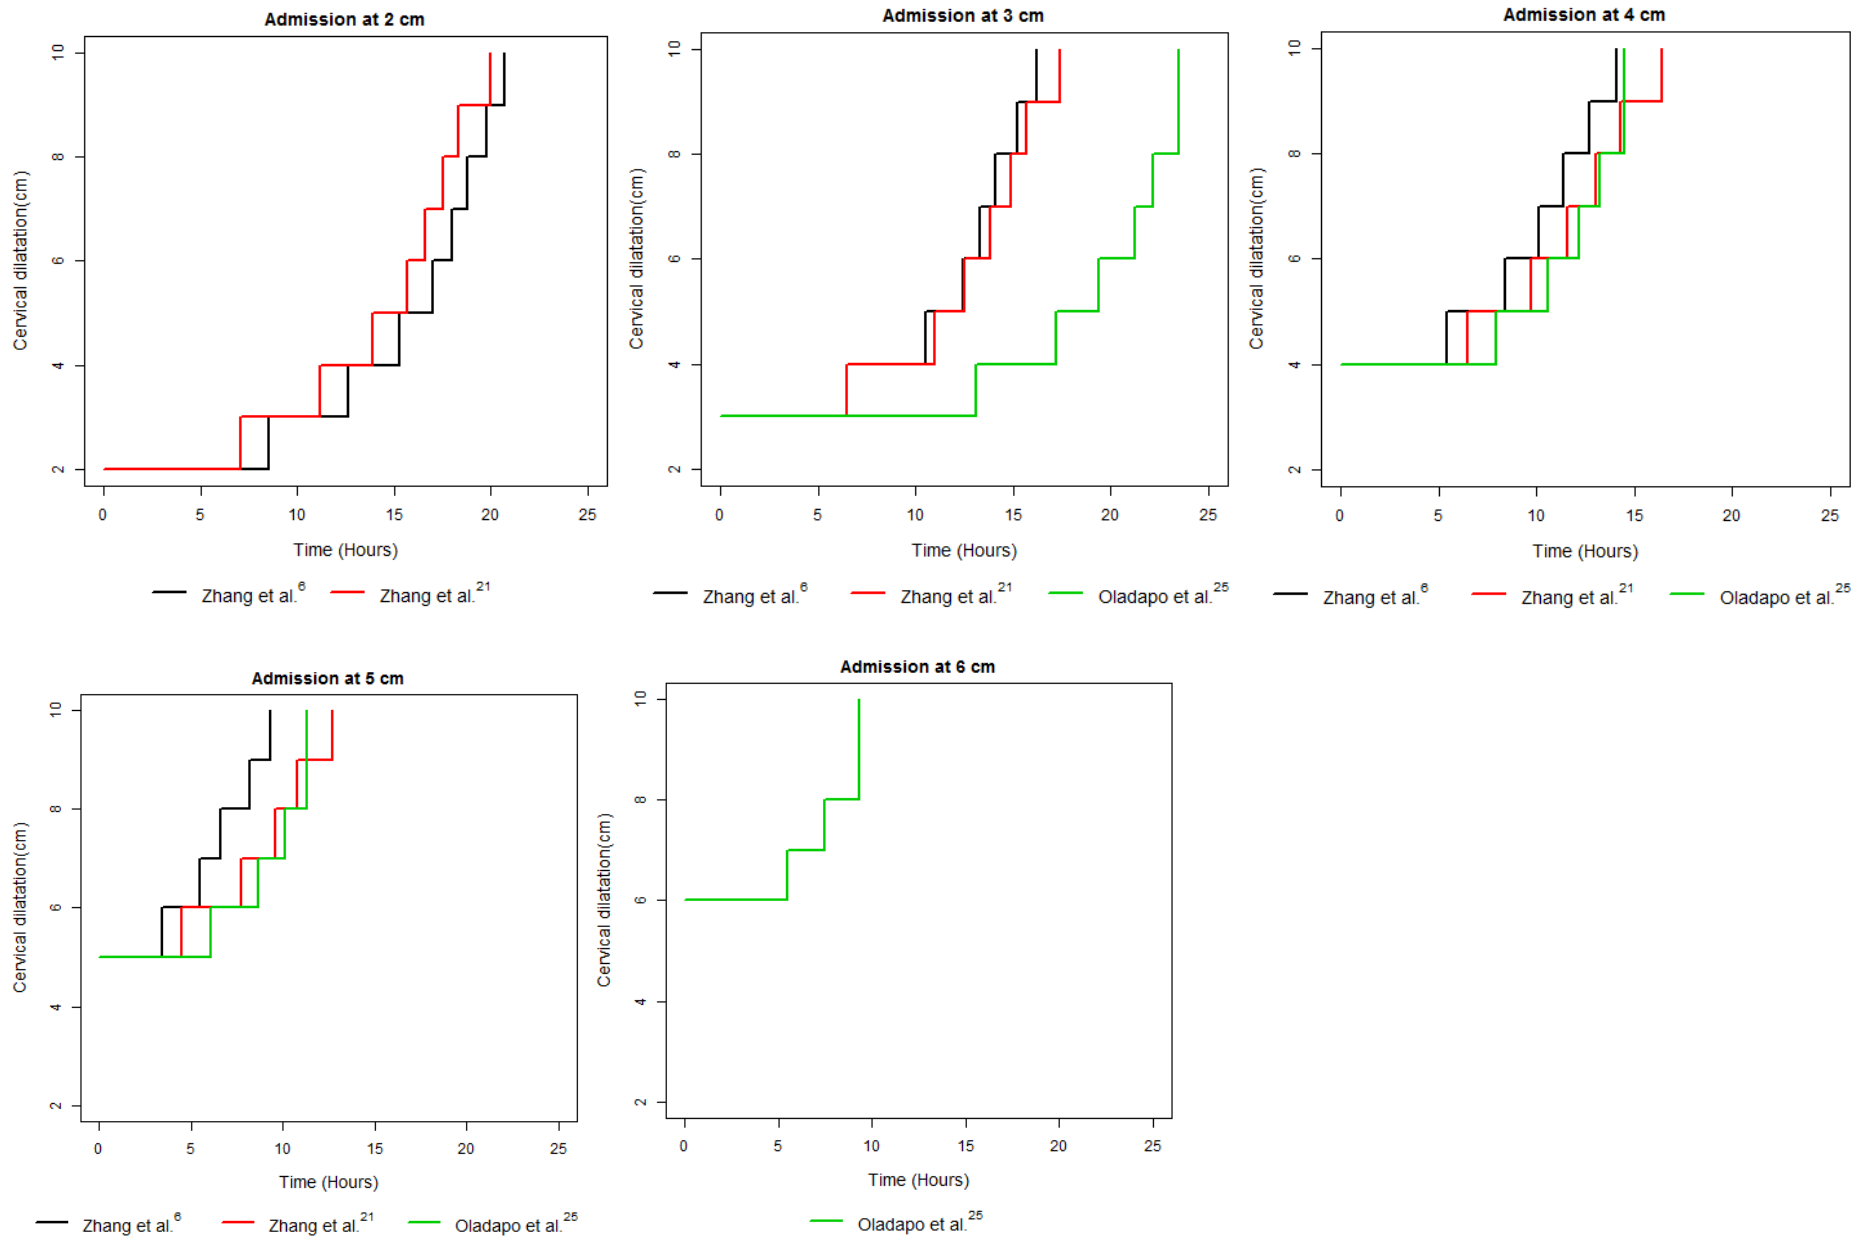 Admission at 2 cm
Cervical dilatation(cm)
10
8
6
4
2
0 5 10 15 20 25
Time (Hours)
Zhang et al.6 Zhang et al.21
Admission at 3 cm
Cervical dilatation(cm)
10
8
6
4
2
0 5 10 15 20 25
Time (Hours)
Zhang et al.6 Zhang et al.21 Oladapo et al.25
Admission at 4 cm
Cervical dilatation(cm)
10
8
6
4
2
0 5 10 15 20 25
Time (Hours)
Zhang et al.6 Zhang et al.21 Oladapo et al.25
Admission at 5 cm
Cervical dilatation(cm)
10
8
6
4
2
0 5 10 15 20 25
Time (Hours)
Zhang et al.6 Zhang et al.21 Oladapo et al.25
Admission at 6 cm
Cervical dilatation(cm)
10
8
6
4
2
0 5 10 15 20 25
Time (Hours)
Oladapo et al.25